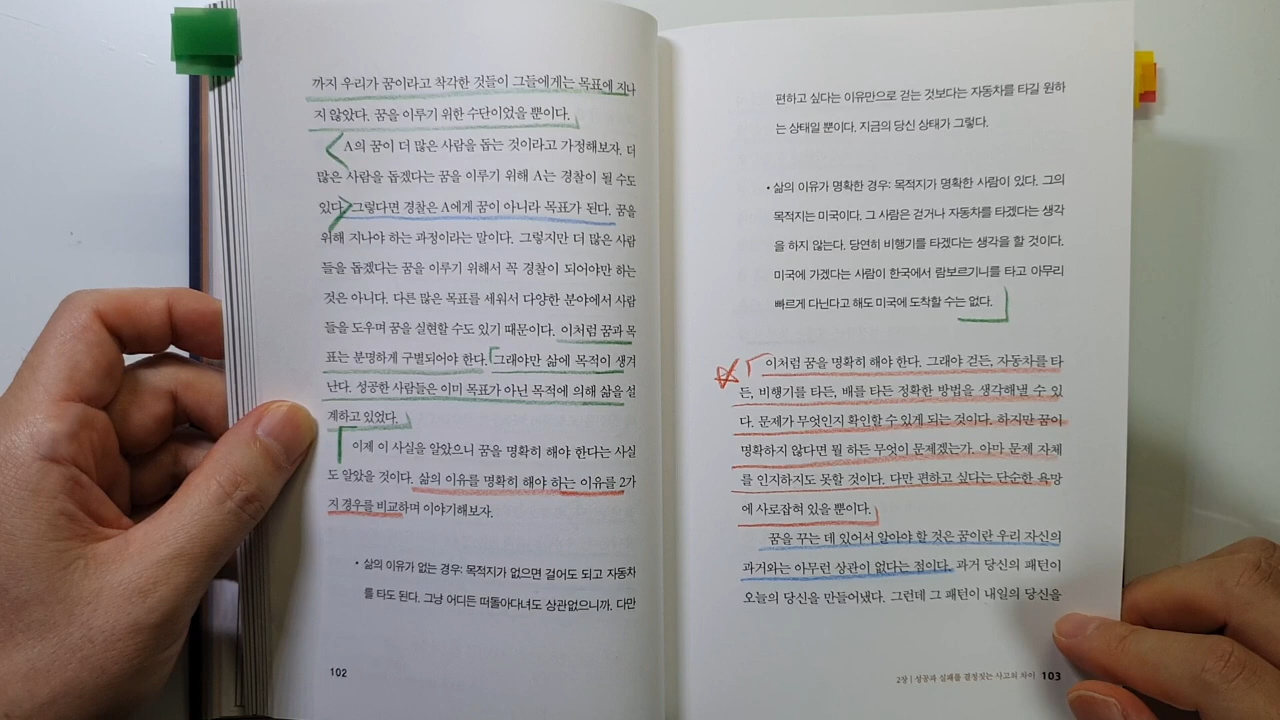 까지 우리가 꿈이라고 착각한 것들이 그들에게는 목표에 지나
지 않았다. 꿈을 이루기 위한 수단이었을 뿐이다.
A의 꿈이 더 많은 사람을 돕는 것이라고 가정해보자. 더
많은 사람을 돕겠다는 꿈을 이루기 위해 A는 경찰이 될 수도
있다. 그렇다면 경찰은 A에게 꿈이 아니라 목표가 된다. 꿈을
위해 지나야 하는 과정이라는 말이다. 그렇지만 더 많은 사람
들을 돕겠다는 꿈을 이루기 위해서 꼭 경찰이 되어야만 하는
것은 아니다. 다른 많은 목표를 세워서 다양한 분야에서 사람
들을 도우며 꿈을 실현할 수도 있기 때문이다. 이처럼 꿈과 목
표는 분명하게 구별되어야 한다. 그래야만 삶에 목적이 생겨
난다. 성공한 사람들은 이미 목표가 아닌 목적에 의해 삶을 설
계하고 있었다.
이제 이 사실을 알았으니 꿈을 명확히 해야 한다는 사실
도 알았을 것이다. 삶의 이유를 명확히 해야 하는 이유를 2가
지 경우를 비교하며 이야기해보자.
• 삶의 이유가 없는 경우: 목적지가 없으면 걸어도 되고 자동차
를 타도 된다. 그냥 어디든 떠돌아다녀도 상관없으니까. 다만
102
편하고 싶다는 이유만으로 걷는 것보다는 자동차를 타길 원하
는 상태일 뿐이다. 지금의 당신 상태가 그렇다.
• 삶의 이유가 명확한 경우: 목적지가 명확한 사람이 있다. 그의
목적지는 미국이다. 그 사람은 걷거나 자동차를 타겠다는 생각
을 하지 않는다. 당연히 비행기를 타겠다는 생각을 할 것이다.
미국에 가겠다는 사람이 한국에서 람보르기니를 타고 아무리
빠르게 다닌다고 해도 미국에 도착할 수는 없다.
이처럼 꿈을 명확히 해야 한다. 그래야 걷든, 자동차를 타
든, 비행기를 타든, 배를 타든 정확한 방법을 생각해낼 수 있
다. 문제가 무엇인지 확인할 수 있게 되는 것이다. 하지만 꿈이
명확하지 않다면 뭘 하든 무엇이 문제겠는가. 아마 문제 자체
를 인지하지도 못할 것이다. 다만 편하고 싶다는 단순한 욕망
에 사로잡혀 있을 뿐이다.
꿈을 꾸는 데 있어서 알아야 할 것은 꿈이란 우리 자신의
과거와는 아무런 상관이 없다는 점이다. 과거 당신의 패턴이
오늘의 당신을 만들어냈다. 그런데 그 패턴이 내일의 당신을
2장 | 성공과 실패를 결정짓는 사고의 차이 103